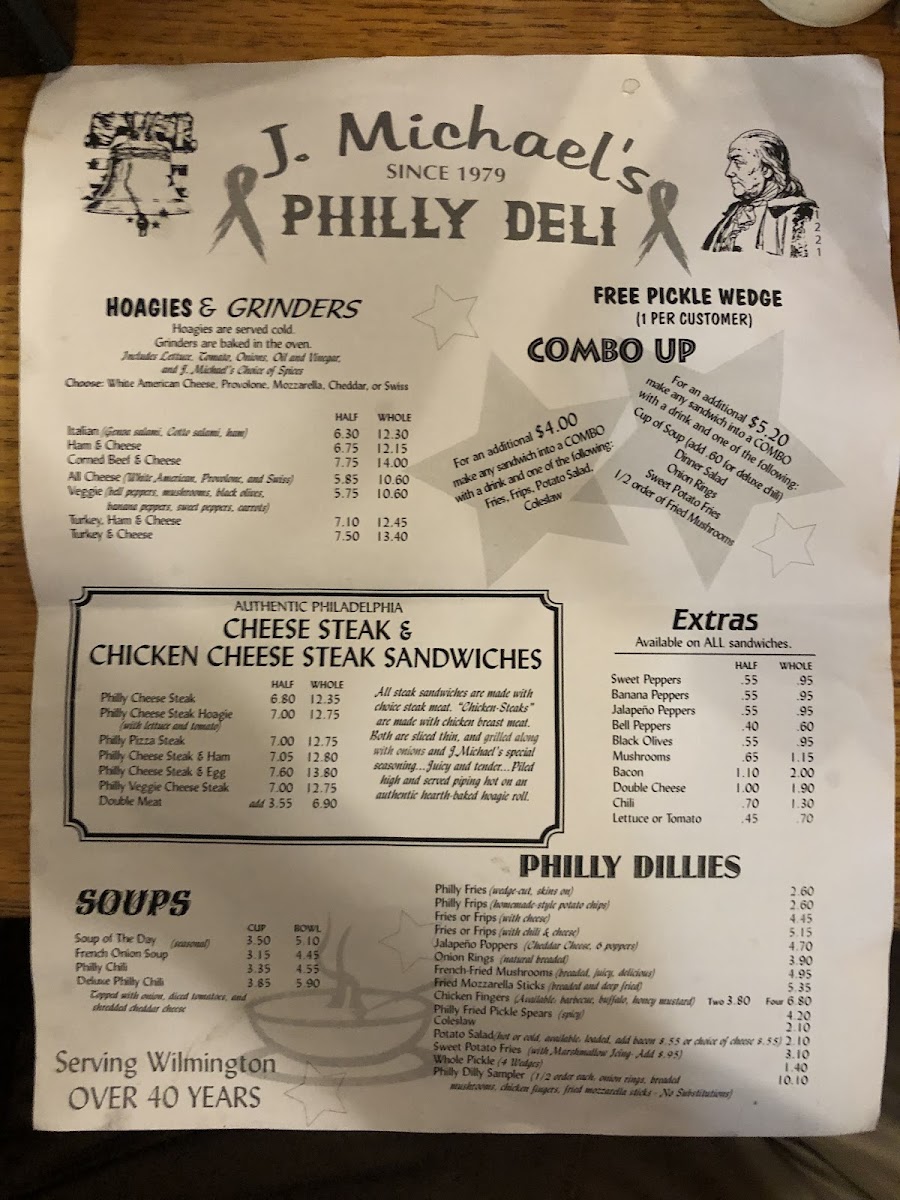 J. Michael's
SINCE 1979
PHILLY DELI
1221
HOAGIES & GRINDERS
Hoagies are served cold.
Grinders are baked in the oven.
Includes Lettuce, Tomato, Onions, Oil and Vinegar,
and J. Michael's Choice of Spices
Choose: White American Cheese, Provolone, Mozzarella, Cheddar, or Swiss
HALF WHOLE
Italian (Genoa salami, Cotto salami, ham) 6.30 12.30
Ham & Cheese 6.75 12.15
Corned Beef & Cheese 7.75 14.00
All Cheese (White American, Provolone, and Swiss) 5.85 10.60
Veggie (bell peppers, mushrooms, black olives, 5.75 10.60
banana peppers, sweet peppers, carrots)
Turkey, Ham & Cheese 7.10 12.45
Turkey & Cheese 7.50 13.40
FREE PICKLE WEDGE
(1 PER CUSTOMER)
COMBO UP
For an additional $4.00
make any sandwich into a COMBO
with a drink and one of the following:
Fries, Frips, Potato Salad,
Coleslaw
For an additional $5.20
make any sandwich into a COMBO
with a drink and one of the following:
Cup of Soup (add .60 for deluxe chili)
Dinner Salad
Onion Rings
Sweet Potato Fries
1/2 order of Fried Mushrooms
AUTHENTIC PHILADELPHIA
CHEESE STEAK &
CHICKEN CHEESE STEAK SANDWICHES
HALF WHOLE
Philly Cheese Steak 6.80 12.35
Philly Cheese Steak Hoagie 7.00 12.75
(with lettuce and tomato)
Philly Pizza Steak 7.00 12.75
Philly Cheese Steak & Ham 7.05 12.80
Philly Cheese Steak & Egg 7.60 13.80
Philly Veggie Cheese Steak 7.00 12.75
Double Meat add 3.55 6.90
All steak sandwiches are made with
choice steak meat. "Chicken-Steaks"
are made with chicken breast meat.
Both are sliced thin, and grilled along
with onions and J.Michael's special
seasoning...Juicy and tender...Piled
high and served piping hot on an
authentic hearth-baked hoagie roll.
Extras
Available on ALL sandwiches.
HALF WHOLE
Sweet Peppers .55 .95
Banana Peppers .55 .95
Jalapeño Peppers .55 .95
Bell Peppers .40 .60
Black Olives .55 .95
Mushrooms .65 1.15
Bacon 1.10 2.00
Double Cheese 1.00 1.90
Chili .70 1.30
Lettuce or Tomato .45 .70
SOUPS
CUP BOWL
Soup of The Day (seasonal) 3.50 5.10
French Onion Soup 3.15 4.45
Philly Chili 3.35 4.55
Deluxe Philly Chili 3.85 5.90
Topped with onion, diced tomatoes, and
shredded cheddar cheese
Serving Wilmington
OVER 40 YEARS
PHILLY DILLIES
Philly Fries (wedge-cut, skins on) 2.60
Philly Frips (homemade-style potato chips) 2.60
Fries or Frips (with cheese) 4.45
Fries or Frips (with chili & cheese) 5.15
Jalapeño Poppers (Cheddar Cheese, 6 poppers) 4.70
Onion Rings (natural breaded) 3.90
French-Fried Mushrooms (breaded, juicy, delicious) 4.95
Fried Mozzarella Sticks (breaded and deep fried) 5.35
Chicken Fingers (Available: barbecue, buffalo, honey mustard) Two 3.80 Four 6.80
Philly Fried Pickle Spears (spicy) 4.20
Coleslaw 2.10
Potato Salad(hot or cold, available: loaded, add bacon $.55 or choice of cheese $.55) 2.10
Sweet Potato Fries (with Marshmallow Icing- Add $.95) 3.10
Whole Pickle (4 Wedges) 1.40
Philly Dilly Sampler (1/2 order each, onion rings, breaded 10.10
mushrooms, chicken fingers, fried mozzarella sticks - No Substitutions)